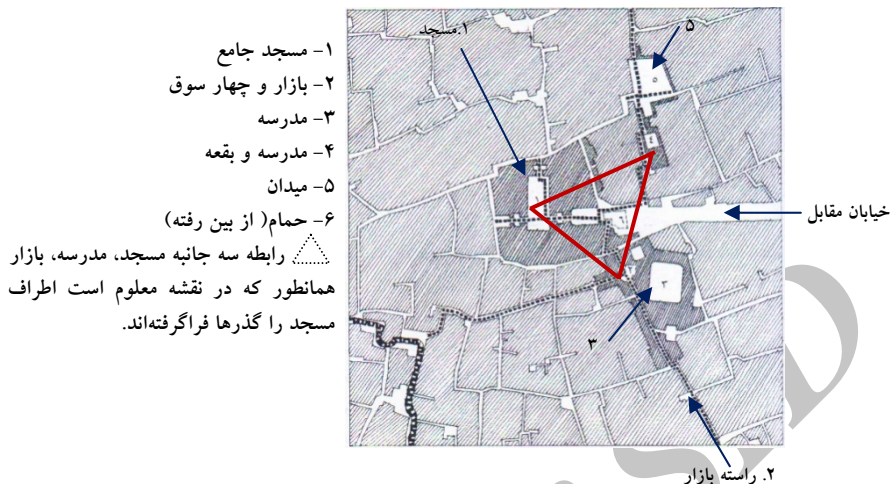 ۱- مسجد جامع
۲- بازار و چهار سوق
۳- مدرسه
۴- مدرسه و بقعه
۵- میدان
۶- حمام( از بین رفته)
رابطه سه جانبه مسجد، مدرسه، بازار
همانطور که در نقشه معلوم است اطراف
مسجد را گذرها فراگرفته‌اند.
۱.مسجد
۵
۵
خیابان مقابل
۳
۳
۲. راسته بازار